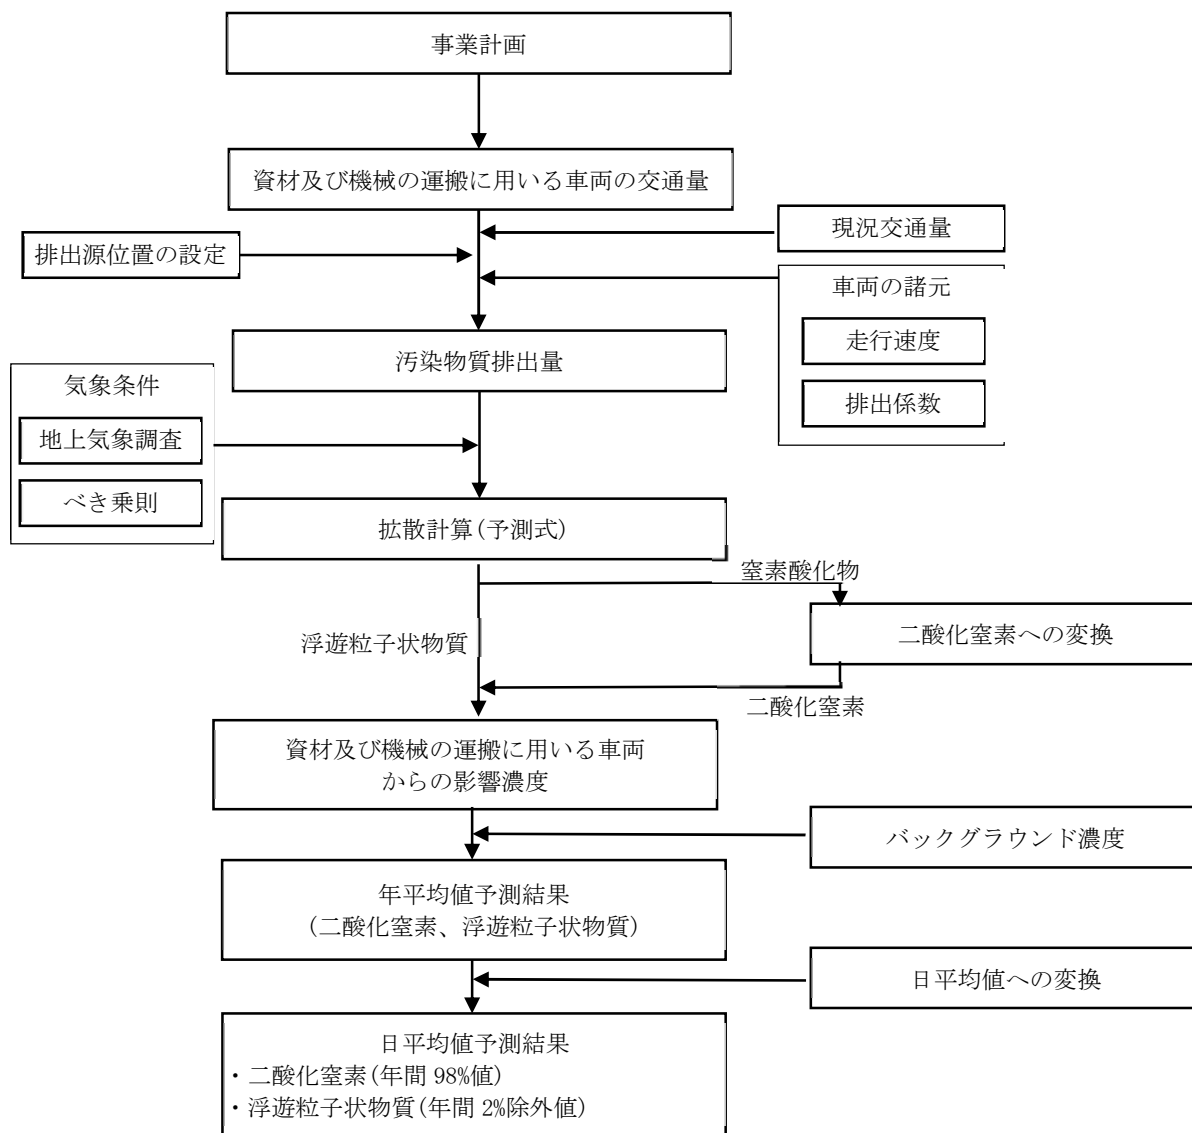 事業計画
資材及び機械の運搬に用いる車両の交通量
現況交通量
排出源位置の設定
車両の諸元
走行速度
排出係数
汚染物質排出量
気象条件
地上気象調査
べき乗則
拡散計算(予測式)
窒素酸化物
二酸化窒素への変換
浮遊粒子状物質
二酸化窒素
資材及び機械の運搬に用いる車両
からの影響濃度
バックグラウンド濃度
年平均値予測結果
(二酸化窒素、浮遊粒子状物質)
日平均値への変換
日平均値予測結果
・二酸化窒素(年間 98%値)
・浮遊粒子状物質(年間 2%除外値)